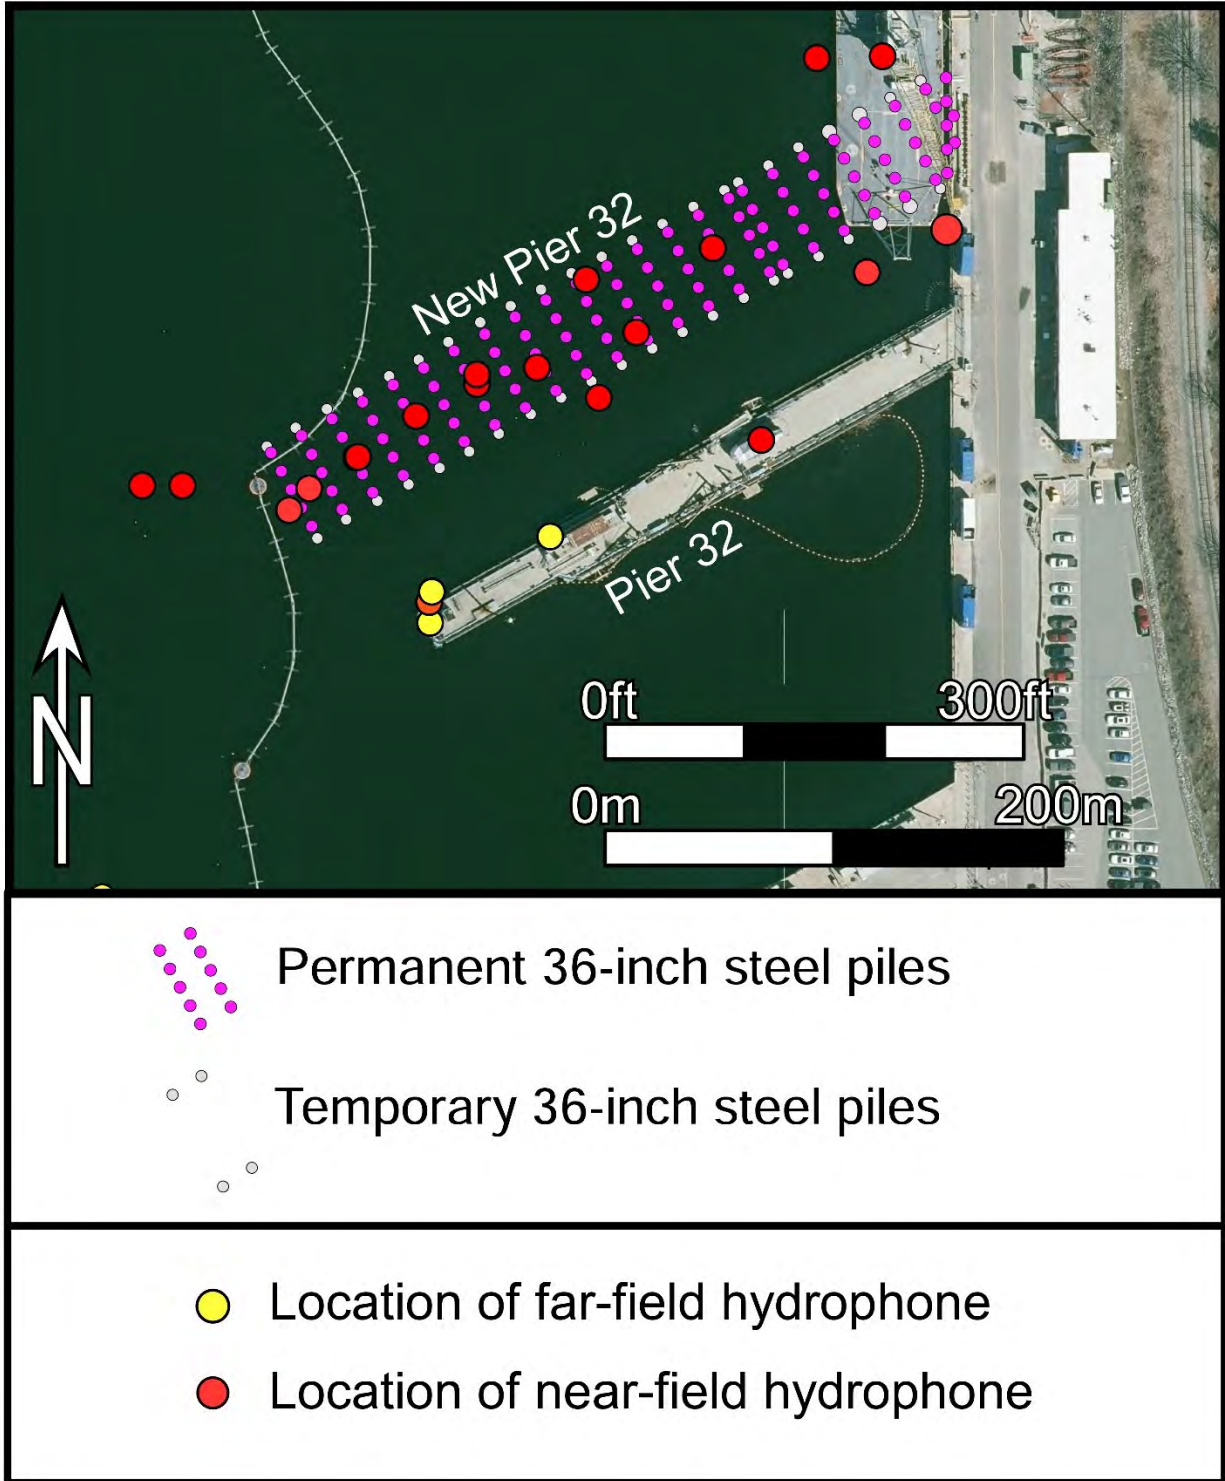 New Pier 32
Pier 32
N
0ft 300ft
0m 200m
Permanent 36-inch steel piles
Temporary 36-inch steel piles
Location of far-field hydrophone
Location of near-field hydrophone